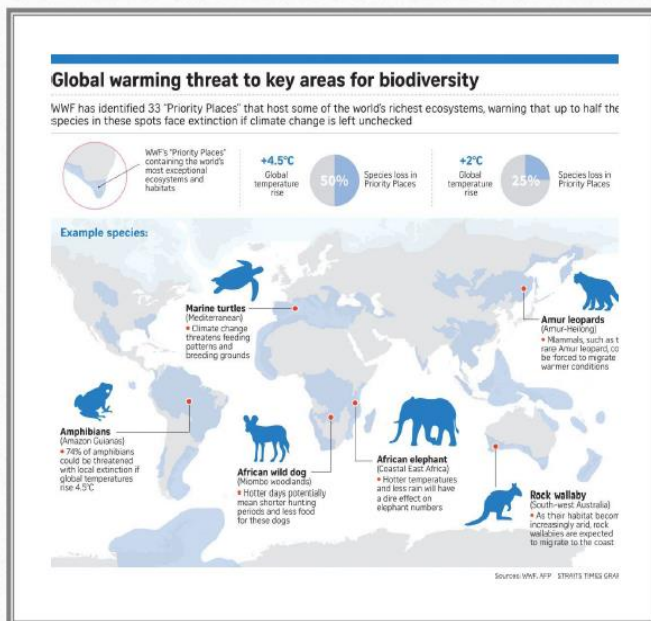 Global warming threat to key areas for biodiversity
WWF has identified 33 "Priority Places" that host some of the world's richest ecosystems, warning that up to half the
species in these spots face extinction if climate change is left unchecked
WWF's "Priority Places"
containing the world's
most exceptional
ecosystems and
habitats
+4.5°C
Global
temperature
rise
50%
Species loss in
Priority Places
+2°C
Global
temperature
rise
25%
Species loss in
Priority Places
Example species:
Marine turtles
(Mediterranean)
• Climate change
threatens feeding
patterns and
breeding grounds
Amur leopards
(Amur-Heilong)
• Mammals, such as t
rare Amur leopard, co
be forced to migrate
warmer conditions
Amphibians
(Amazon Guianas)
• 74% of amphibians
could be threatened
with local extinction if
global temperatures
rise 4.5°C
African wild dog
(Miombo woodlands)
• Hotter days potentially
mean shorter hunting
periods and less food
for these dogs
African elephant
(Coastal East Africa)
• Hotter temperatures
and less rain will have
a dire effect on
elephant numbers
Rock wallaby
(South-west Australia)
• As their habitat becom
increasingly arid, rock
wallabies are expected
to migrate to the coast
Sources: WWF, AFP STRAITS TIMES GRA